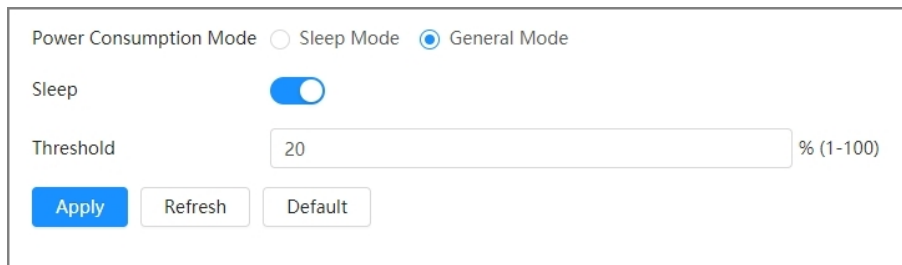 Power Consumption Mode Sleep Mode General Mode
Sleep
Threshold 20 % (1-100)
Apply Refresh Default